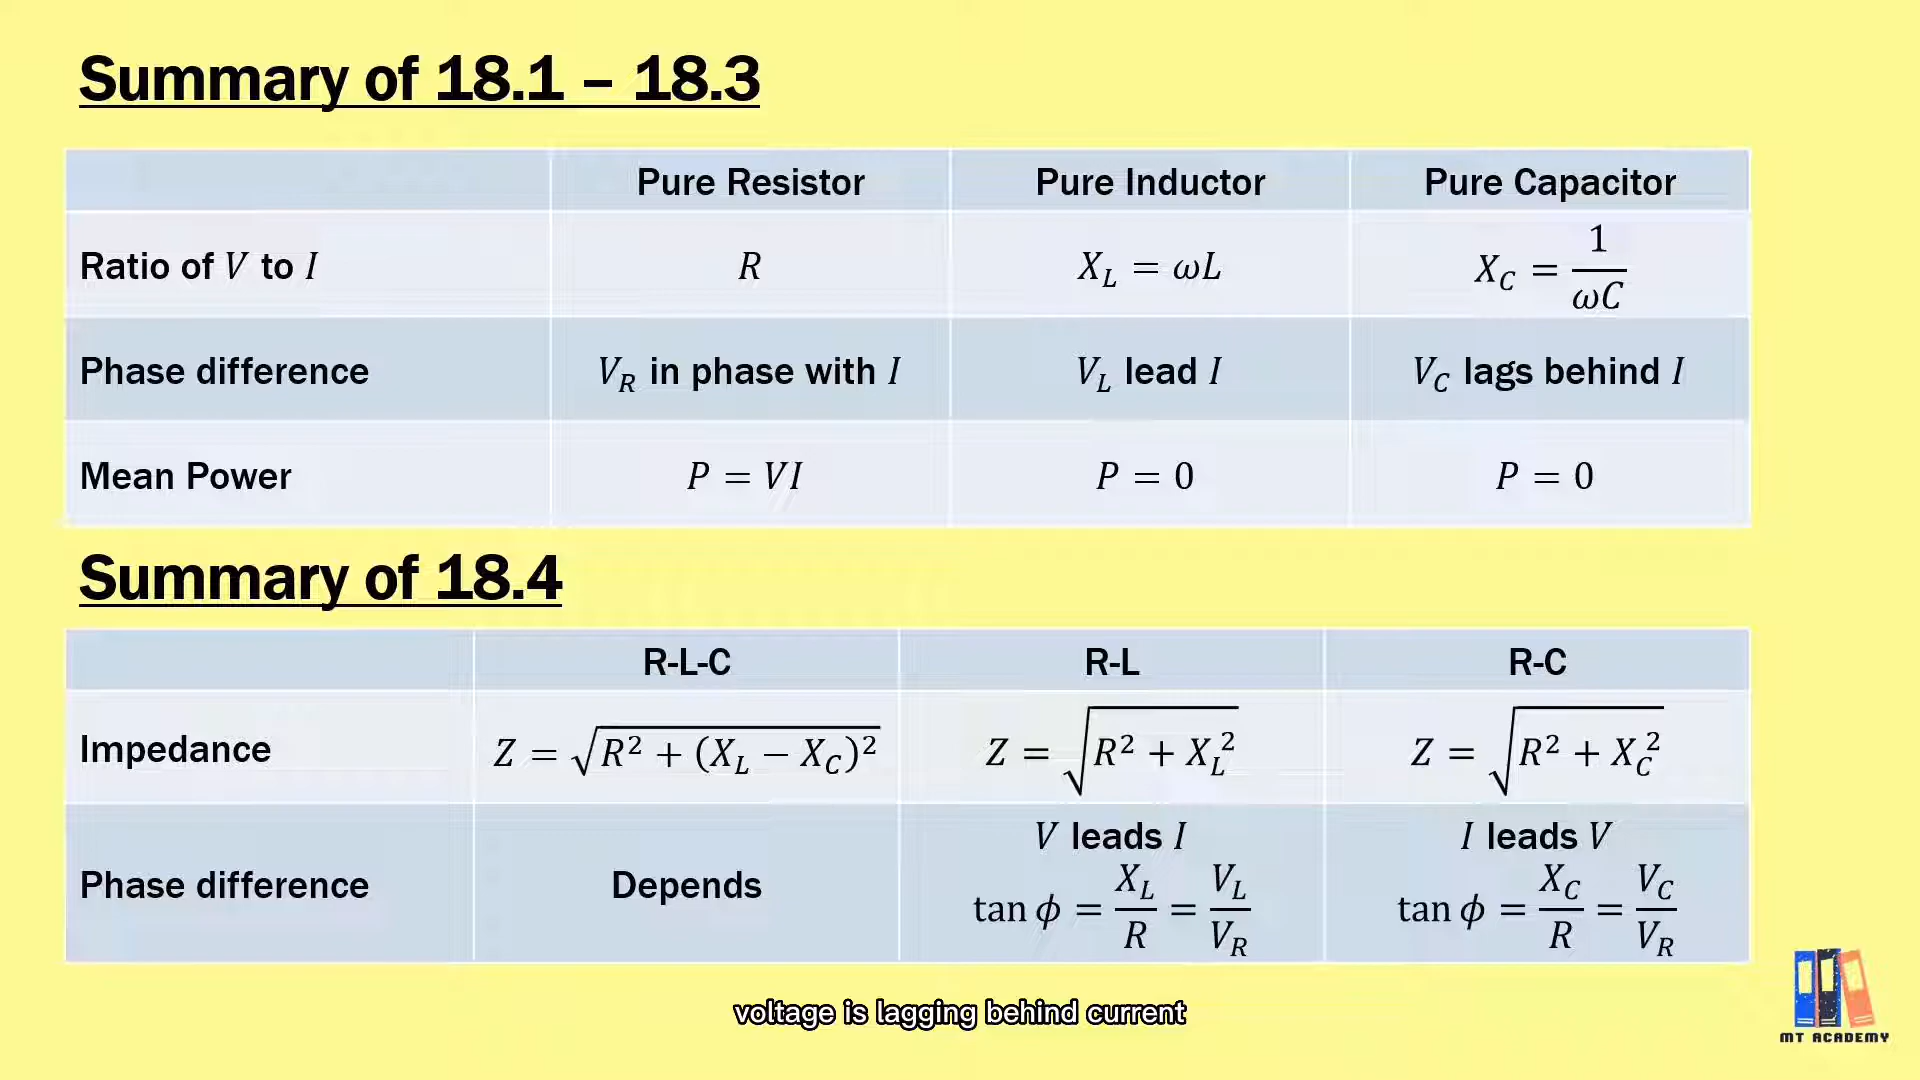 Summary of 18.1 – 18.3
Pure Resistor Pure Inductor Pure Capacitor
Ratio of V to I R X_L = ωL X_C = 1/ωC
Phase difference V_R in phase with I V_L lead I V_C lags behind I
Mean Power P = VI P = 0 P = 0
Summary of 18.4
R-L-C R-L R-C
Impedance Z = √(R² + (X_L − X_C)²) Z = √(R² + X_L²) Z = √(R² + X_C²)
Phase difference Depends V leads I I leads V
tan ϕ = X_L/R = V_L/V_R tan ϕ = X_C/R = V_C/V_R
voltage is lagging behind current
MT ACADEMY